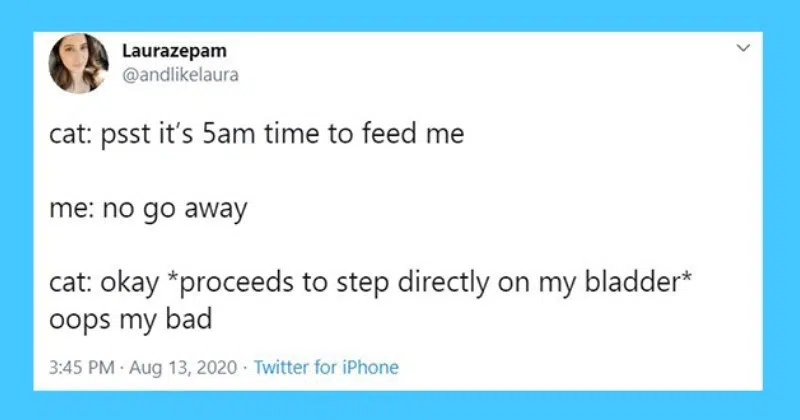 Laurazepam
@andlikelaura
cat: psst it's 5am time to feed me
me: no go away
cat: okay *proceeds to step directly on my bladder*
oops my bad
3:45 PM · Aug 13, 2020 · Twitter for iPhone